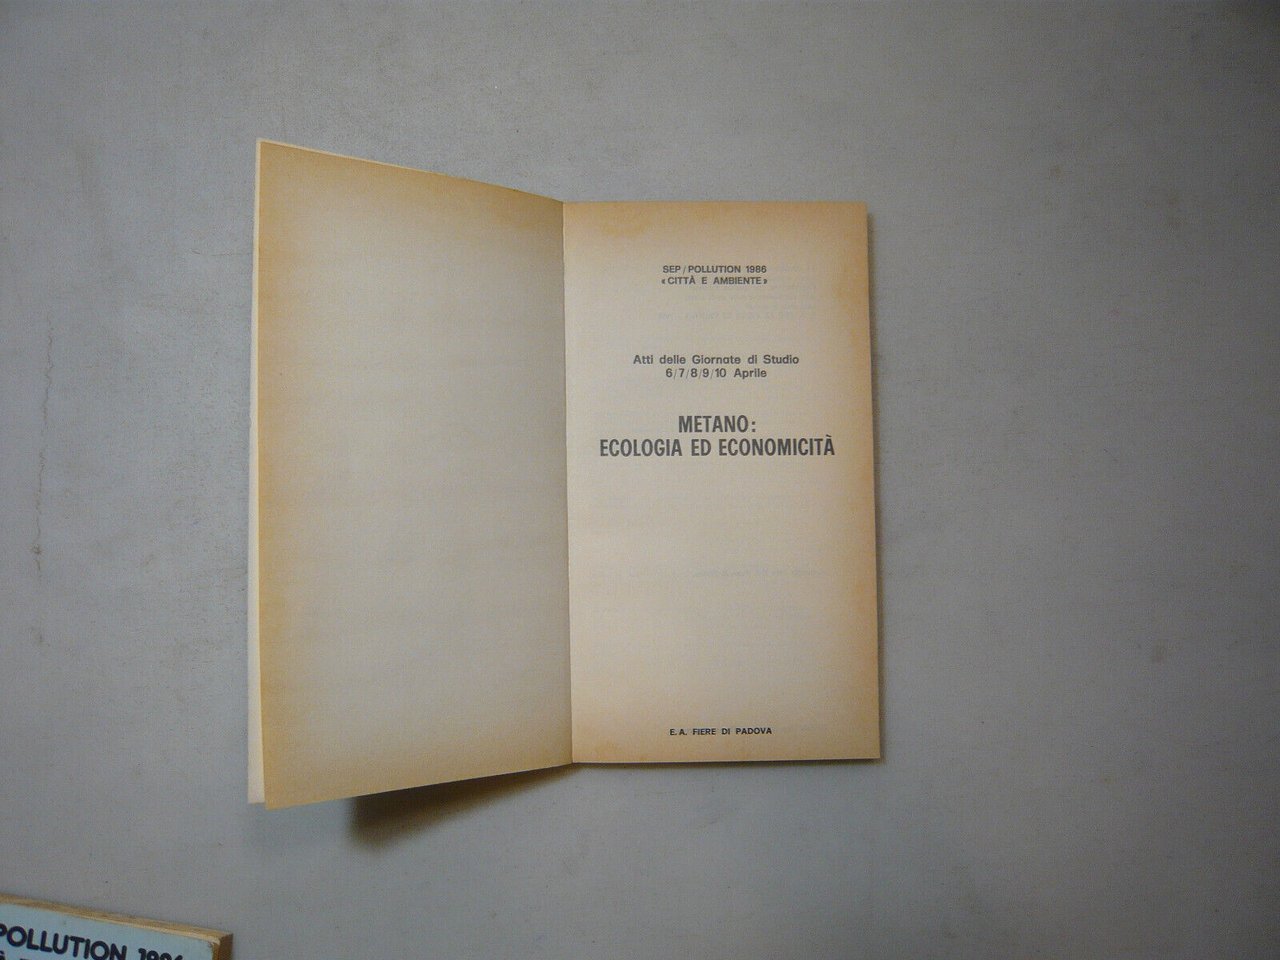 SEP/POLLUTION 1986
«CITTÀ E AMBIENTE»
Atti delle Giornate di Studio
6/7/8/9/10 Aprile
METANO:
ECOLOGIA ED ECONOMICITÀ
E.A. FIERE DI PADOVA
POLLUTION 1986